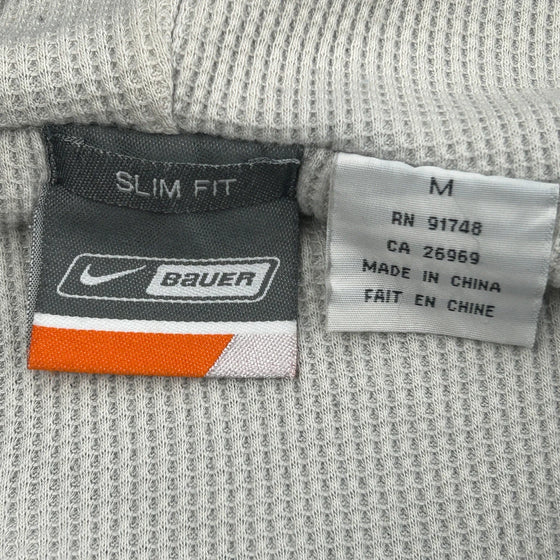 SLIM FIT
BAUER
M
RN 91748
CA 26969
MADE IN CHINA
FAIT EN CHINE